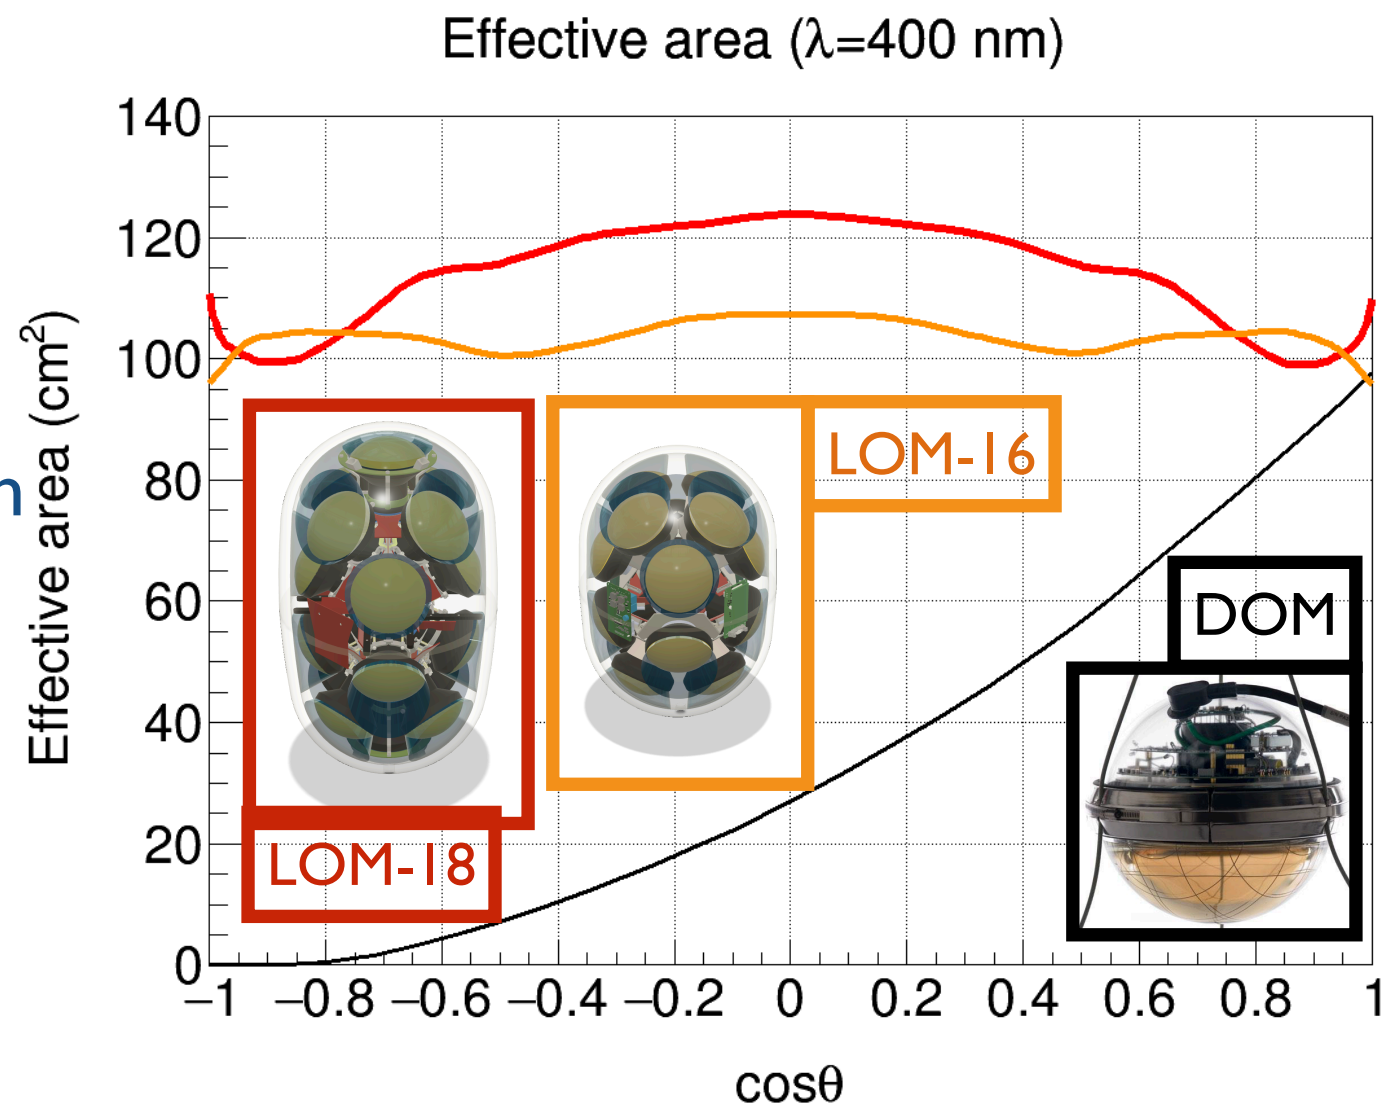 Effective area (λ=400 nm)
Effective area (cm²)
140
120
100
80
60
40
20
0
n
LOM-16
DOM
LOM-18
−1 −0.8 −0.6 −0.4 −0.2 0 0.2 0.4 0.6 0.8 1
cosθ